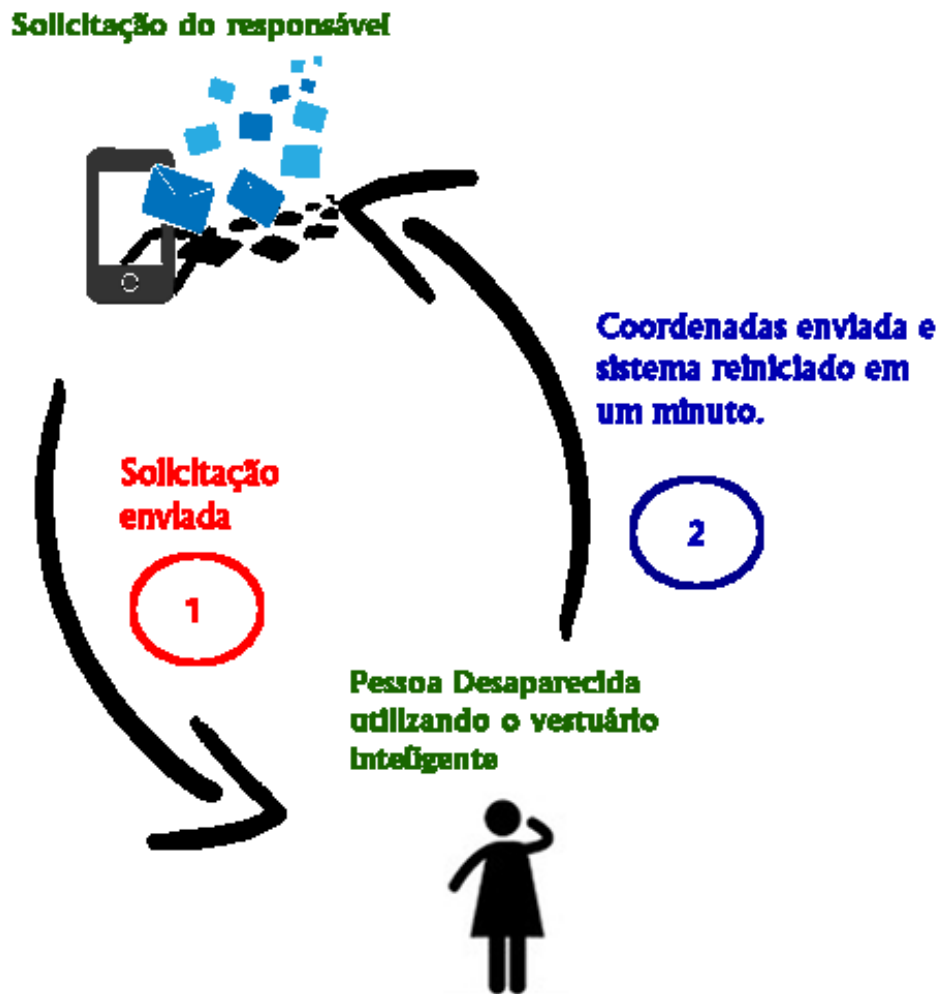 Solicitação do responsável
Coordenadas enviada e
sistema reiniciado em
um minuto.
Solicitação
enviada
2
1
Pessoa Desaparecida
utilizando o vestuário
inteligente